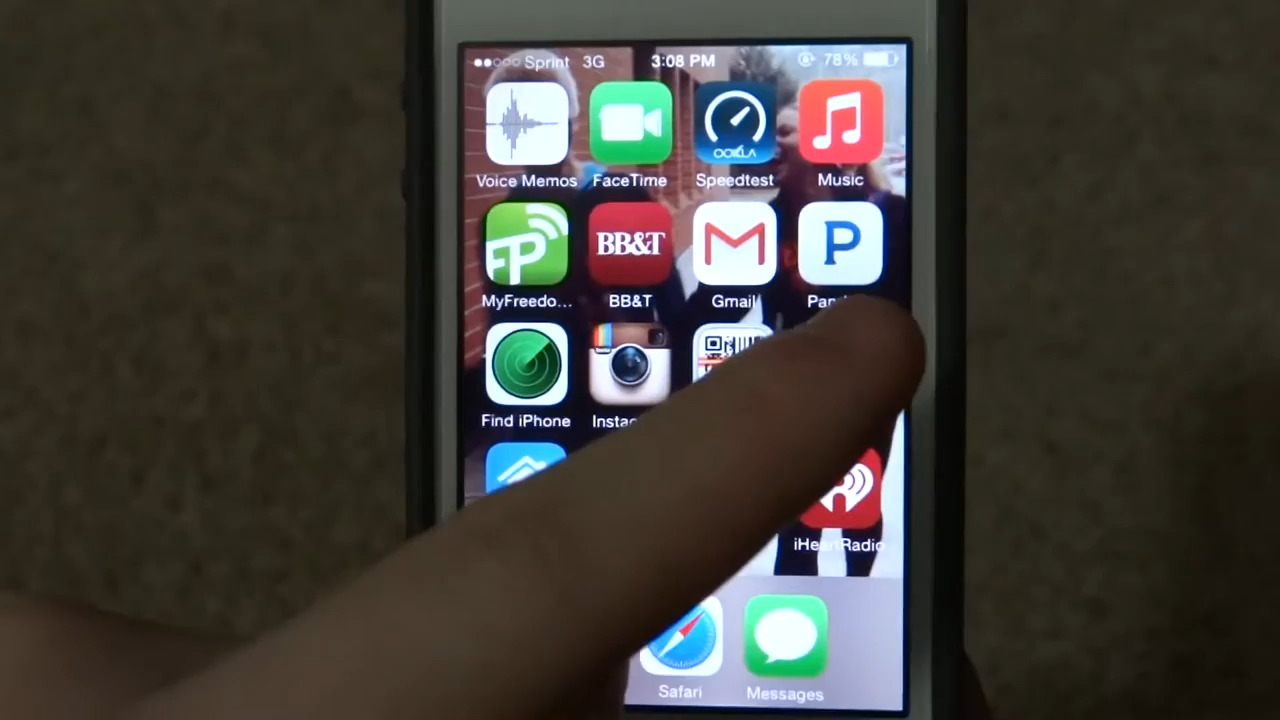 Sprint 3G 3:08 PM 78%
OOKLA
Voice Memos FaceTime Speedtest Music
FP BB&T P
MyFreedo... BB&T Gmail
Find iPhone
iHeartRadio
Safari Messages